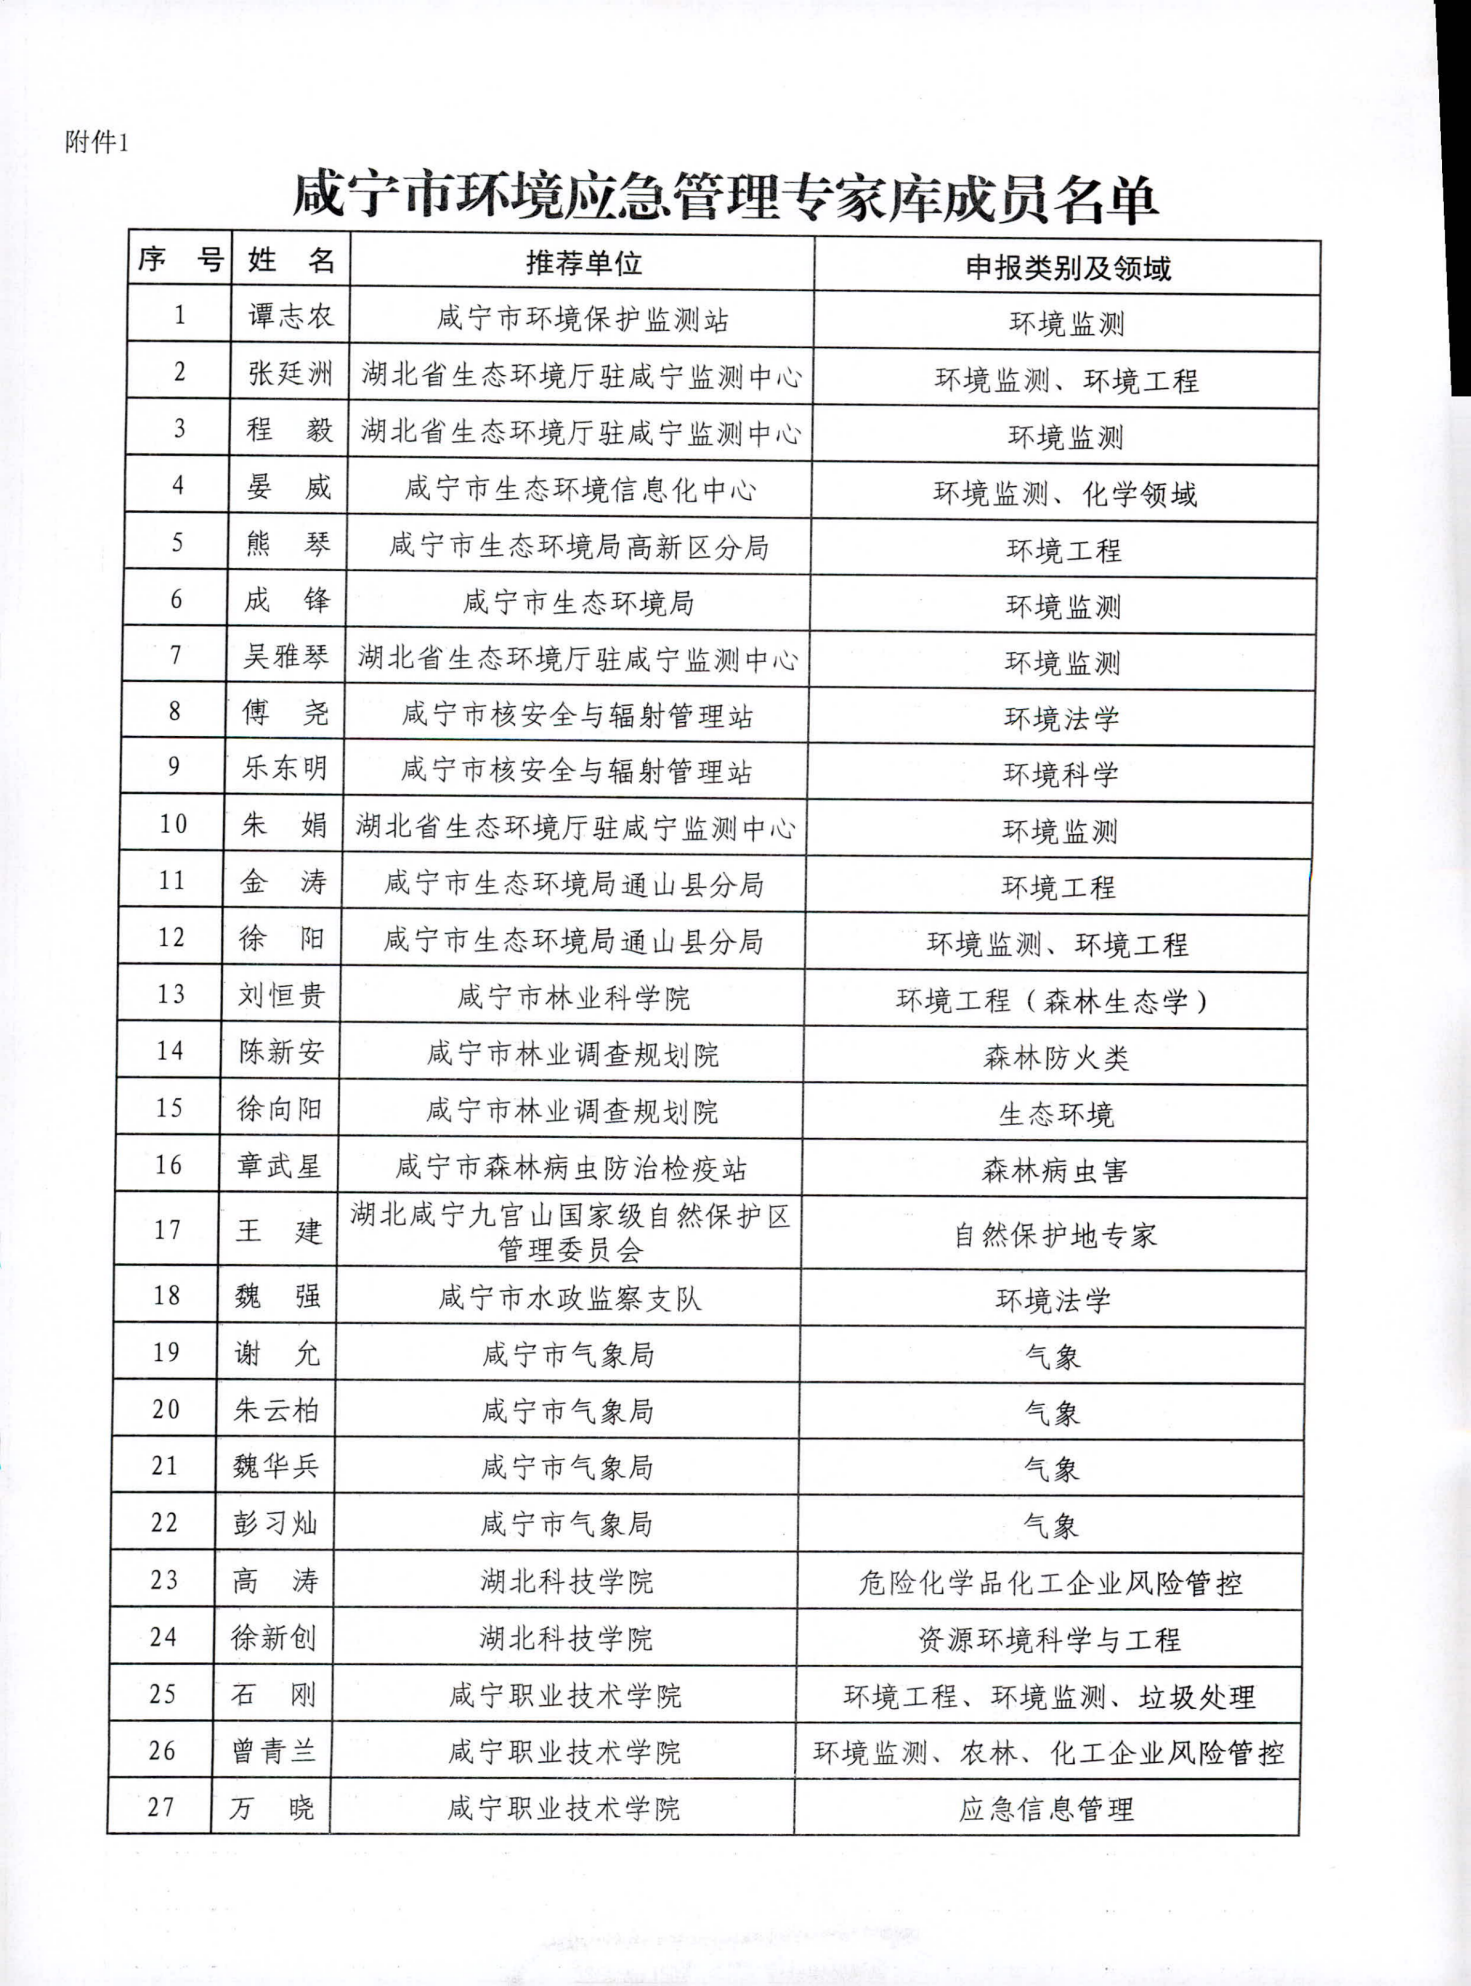 附件1
咸宁市环境应急管理专家库成员名单
序 号 姓 名 推荐单位 申报类别及领域
1 谭志农 咸宁市环境保护监测站 环境监测
2 张廷洲 湖北省生态环境厅驻咸宁监测中心 环境监测、环境工程
3 程 毅 湖北省生态环境厅驻咸宁监测中心 环境监测
4 晏 威 咸宁市生态环境信息化中心 环境监测、化学领域
5 熊 琴 咸宁市生态环境局高新区分局 环境工程
6 成 锋 咸宁市生态环境局 环境监测
7 吴雅琴 湖北省生态环境厅驻咸宁监测中心 环境监测
8 傅 尧 咸宁市核安全与辐射管理站 环境法学
9 乐东明 咸宁市核安全与辐射管理站 环境科学
10 朱 娟 湖北省生态环境厅驻咸宁监测中心 环境监测
11 金 涛 咸宁市生态环境局通山县分局 环境工程
12 徐 阳 咸宁市生态环境局通山县分局 环境监测、环境工程
13 刘恒贵 咸宁市林业科学院 环境工程（森林生态学）
14 陈新安 咸宁市林业调查规划院 森林防火类
15 徐向阳 咸宁市林业调查规划院 生态环境
16 章武星 咸宁市森林病虫防治检疫站 森林病虫害
17 王 建 湖北咸宁九宫山国家级自然保护区
管理委员会 自然保护地专家
18 魏 强 咸宁市水政监察支队 环境法学
19 谢 允 咸宁市气象局 气象
20 朱云柏 咸宁市气象局 气象
21 魏华兵 咸宁市气象局 气象
22 彭习灿 咸宁市气象局 气象
23 高 涛 湖北科技学院 危险化学品化工企业风险管控
24 徐新创 湖北科技学院 资源环境科学与工程
25 石 刚 咸宁职业技术学院 环境工程、环境监测、垃圾处理
26 曾青兰 咸宁职业技术学院 环境监测、农林、化工企业风险管控
27 万 晓 咸宁职业技术学院 应急信息管理